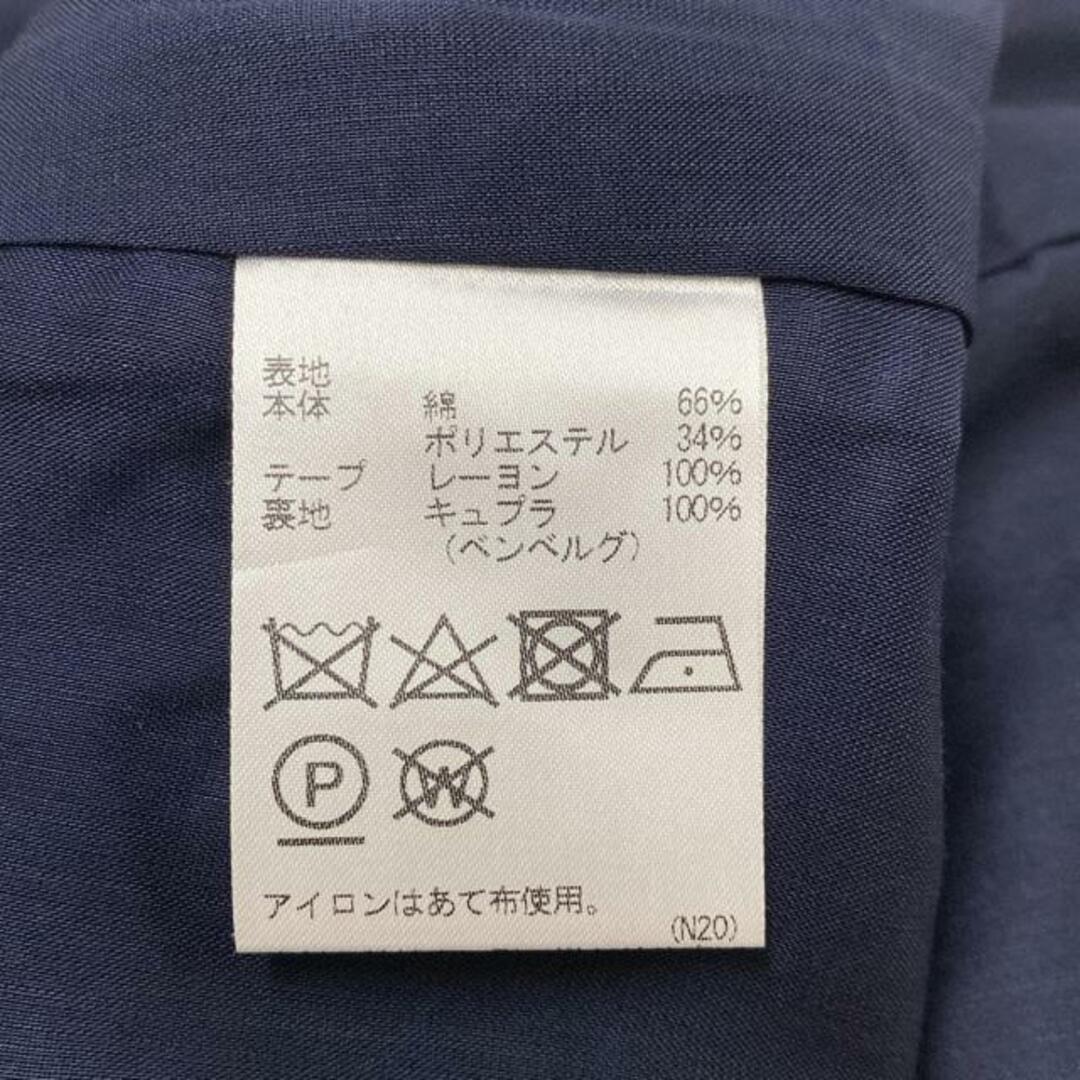 表地
本体 綿 66%
ポリエステル 34%
テープ レーヨン 100%
裏地 キュプラ 100%
(ベンベルグ)
P W
アイロンはあて布使用。
(N20)